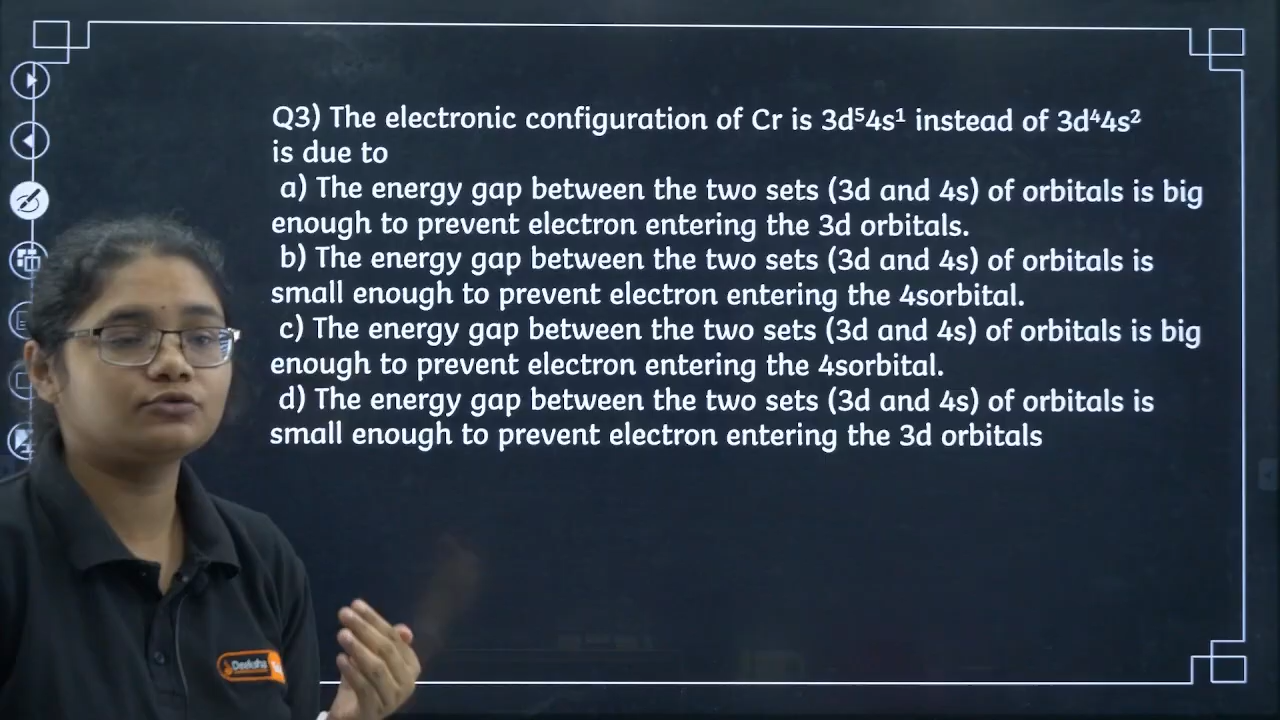 Q3) The electronic configuration of Cr is 3d⁵4s¹ instead of 3d⁴4s²
is due to
a) The energy gap between the two sets (3d and 4s) of orbitals is big
enough to prevent electron entering the 3d orbitals.
b) The energy gap between the two sets (3d and 4s) of orbitals is
small enough to prevent electron entering the 4sorbital.
c) The energy gap between the two sets (3d and 4s) of orbitals is big
enough to prevent electron entering the 4sorbital.
d) The energy gap between the two sets (3d and 4s) of orbitals is
small enough to prevent electron entering the 3d orbitals
Deeksha